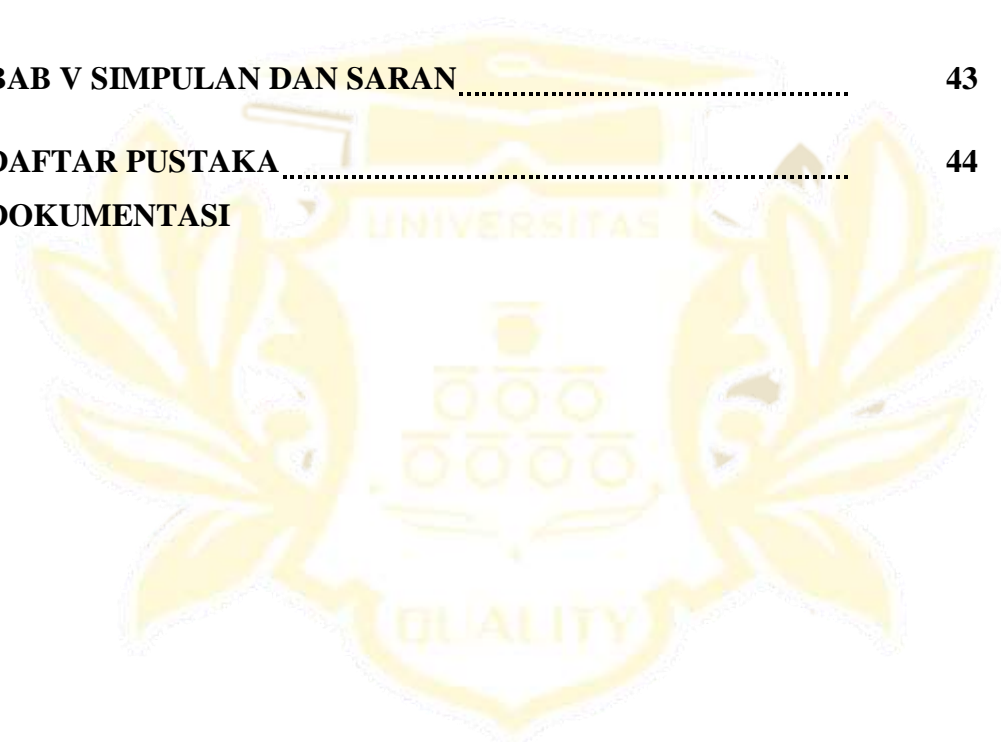 BAB V SIMPULAN DAN SARAN 43
DAFTAR PUSTAKA 44
DOKUMENTASI
UNIVERSITAS
QUALITY